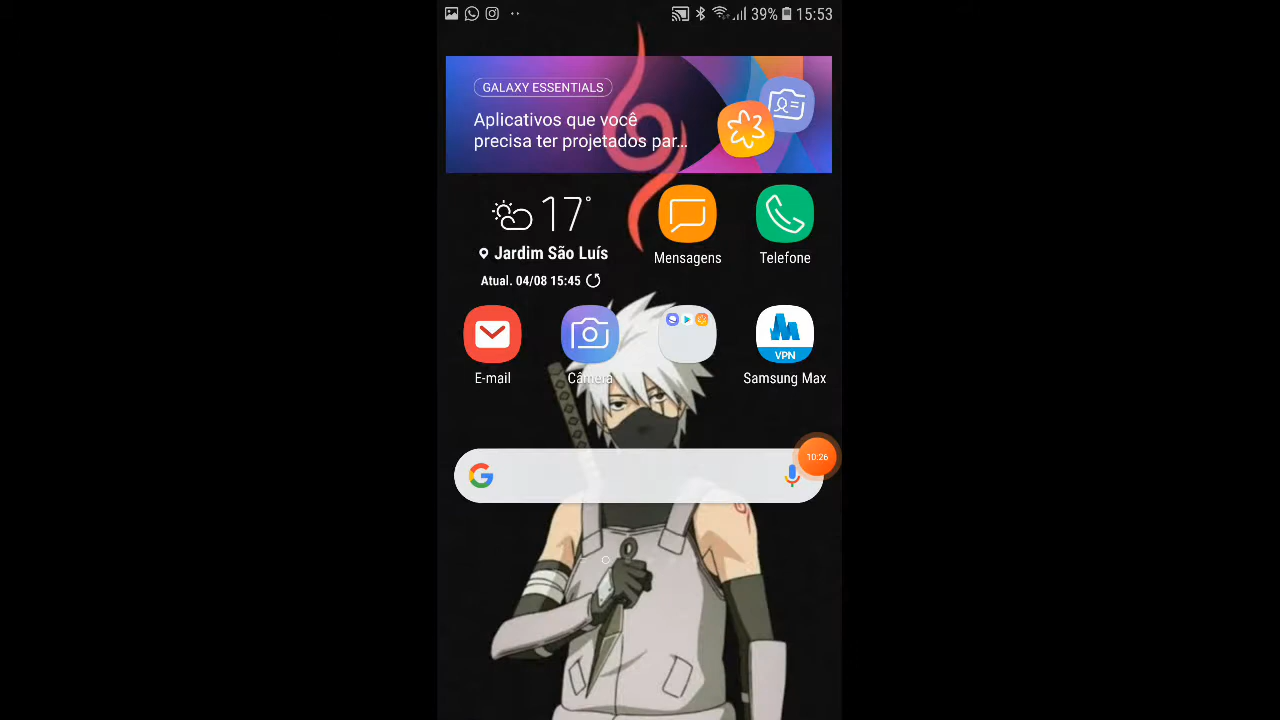 39% 15:53
GALAXY ESSENTIALS
Aplicativos que você
precisa ter projetados par...
17°
Jardim São Luís
Atual. 04/08 15:45
Mensagens
Telefone
VPN
E-mail
Câmera
Samsung Max
10:26